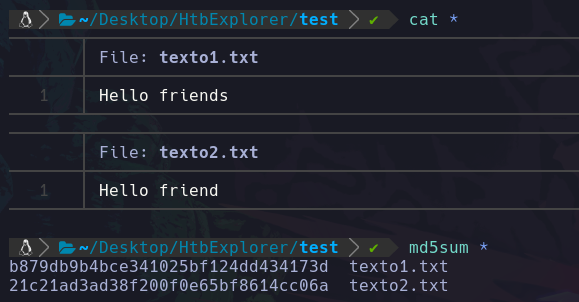 ~/Desktop/HtbExplorer/test ✔ cat *
File: texto1.txt
1 Hello friends
File: texto2.txt
1 Hello friend
~/Desktop/HtbExplorer/test ✔ md5sum *
b879db9b4bce341025bf124dd434173d texto1.txt
21c21ad3ad38f200f0e65bf8614cc06a texto2.txt